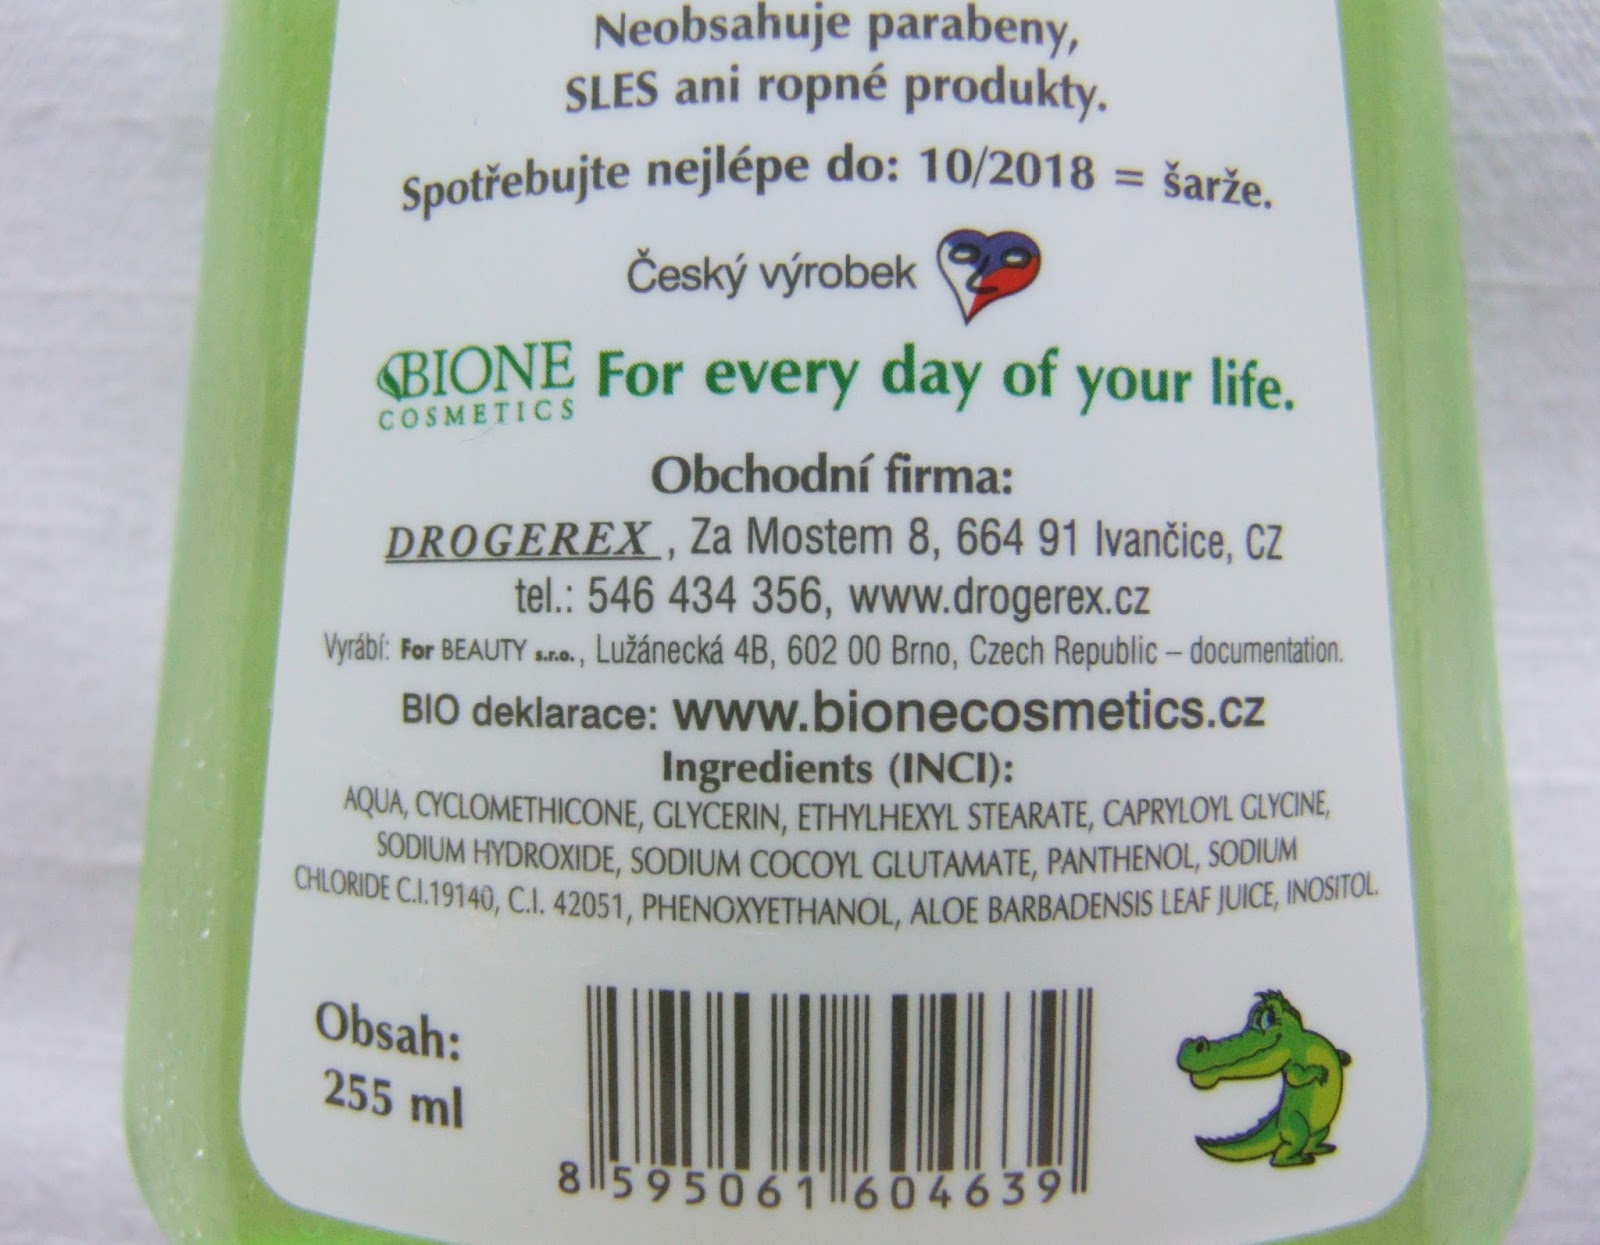 Neobsahuje parabeny,
SLES ani ropné produkty.
Spotřebujte nejlépe do: 10/2018 = šarže.
Český výrobek
BIONE
COSMETICS
For every day of your life.
Obchodní firma:
DROGEREX, Za Mostem 8, 664 91 Ivančice, CZ
tel.: 546 434 356, www.drogerex.cz
Vyrábí: For BEAUTY s.r.o., Lužánecká 4B, 602 00 Brno, Czech Republic – documentation.
BIO deklarace: www.bionecosmetics.cz
Ingredients (INCI):
AQUA, CYCLOMETHICONE, GLYCERIN, ETHYLHEXYL STEARATE, CAPRYLOYL GLYCINE,
SODIUM HYDROXIDE, SODIUM COCOYL GLUTAMATE, PANTHENOL, SODIUM
CHLORIDE C.I.19140, C.I. 42051, PHENOXYETHANOL, ALOE BARBADENSIS LEAF JUICE, INOSITOL.
Obsah:
255 ml
8 595061 604639